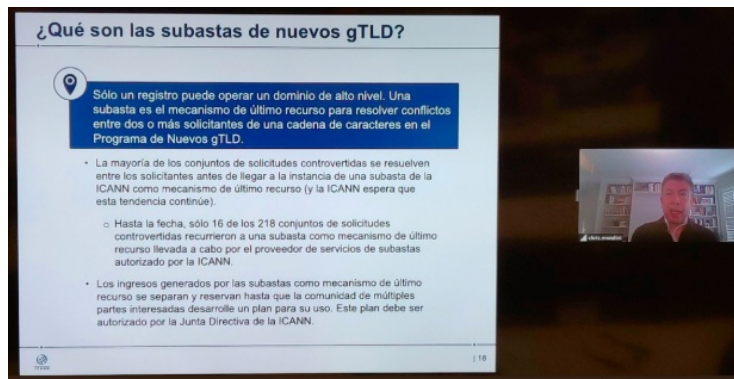 ¿Qué son las subastas de nuevos gTLD?
Sólo un registro puede operar un dominio de alto nivel. Una
subasta es el mecanismo de último recurso para resolver conflictos
entre dos o más solicitantes de una cadena de caracteres en el
Programa de Nuevos gTLD.
• La mayoría de los conjuntos de solicitudes controvertidas se resuelven
entre los solicitantes antes de llegar a la instancia de una subasta de la
ICANN como mecanismo de último recurso (y la ICANN espera que
esta tendencia continúe).
○ Hasta la fecha, sólo 16 de los 218 conjuntos de solicitudes
controvertidas recurrieron a una subasta como mecanismo de último
recurso llevada a cabo por el proveedor de servicios de subastas
autorizado por la ICANN.
• Los ingresos generados por las subastas como mecanismo de último
recurso se separan y reservan hasta que la comunidad de múltiples
partes interesadas desarrolle un plan para su uso. Este plan debe ser
autorizado por la Junta Directiva de la ICANN.
| 18